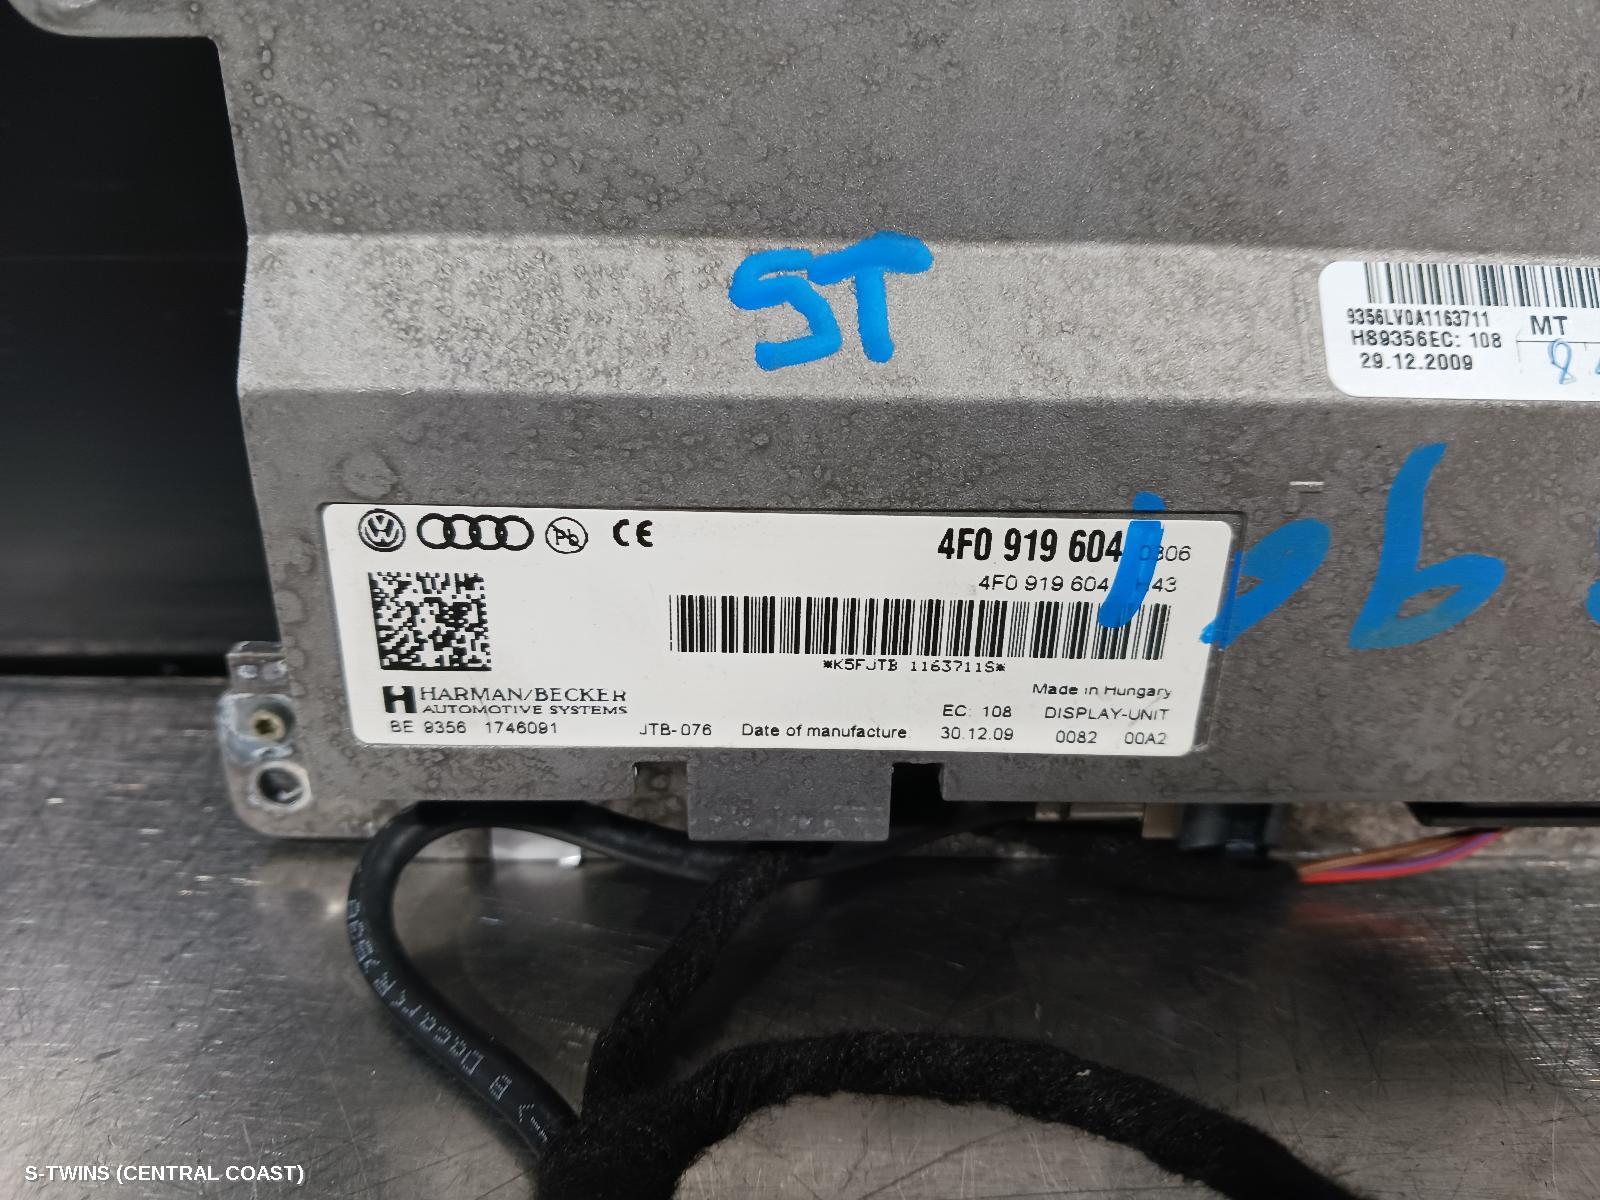 ST
9356LV0A1163711
MT
H89356EC: 108
29.12.2009
CE
4F0 919 604
4F0 919 604
*K5FJTB 1163711S*
HARMAN/BECKER
AUTOMOTIVE SYSTEMS
Made in Hungary
EC: 108 DISPLAY-UNIT
BE 9356 1746091 JTB-076 Date of manufacture 30.12.09 0082 00A2
S-TWINS (CENTRAL COAST)